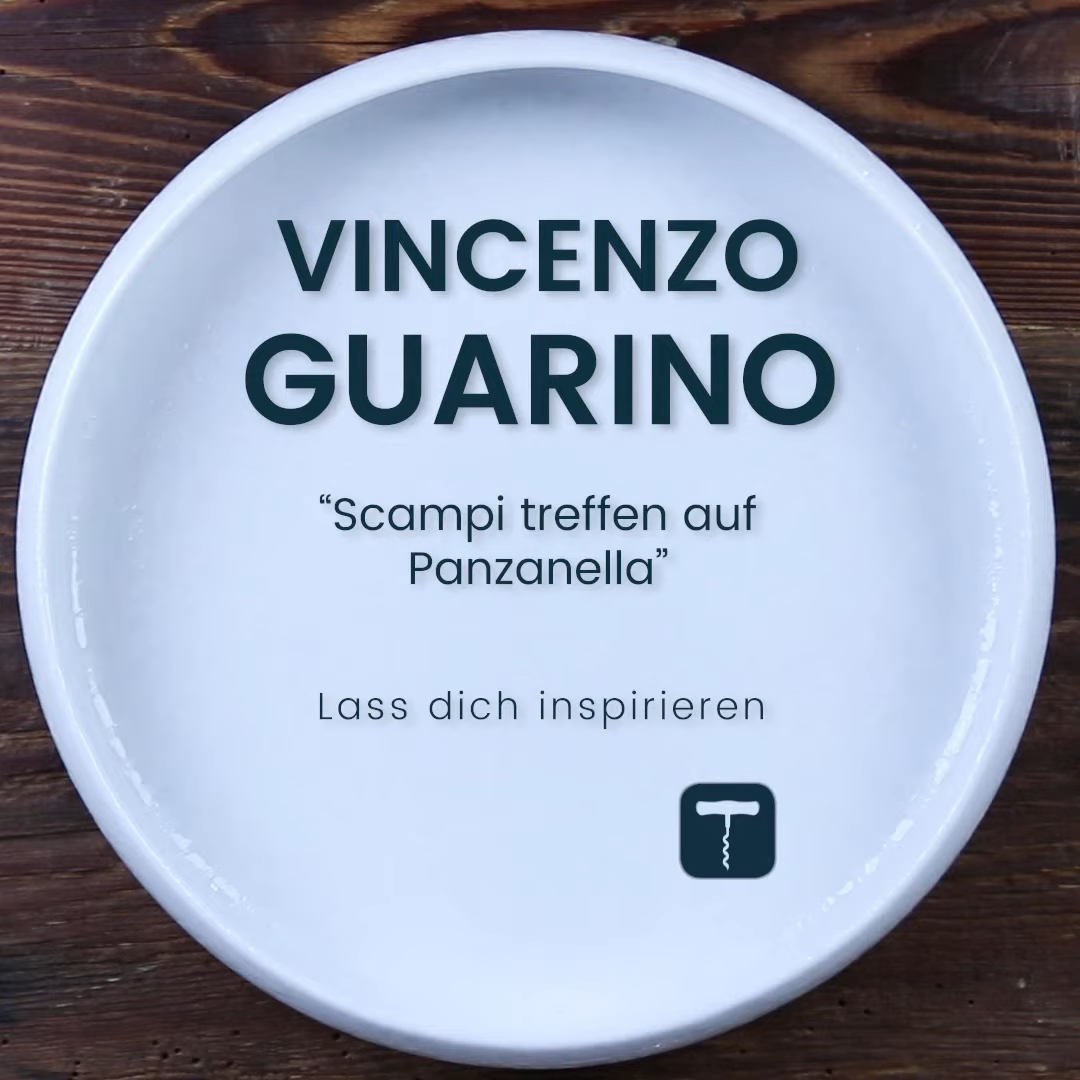 VINCENZO
GUARINO
“Scampi treffen auf
Panzanella”
Lass dich inspirieren